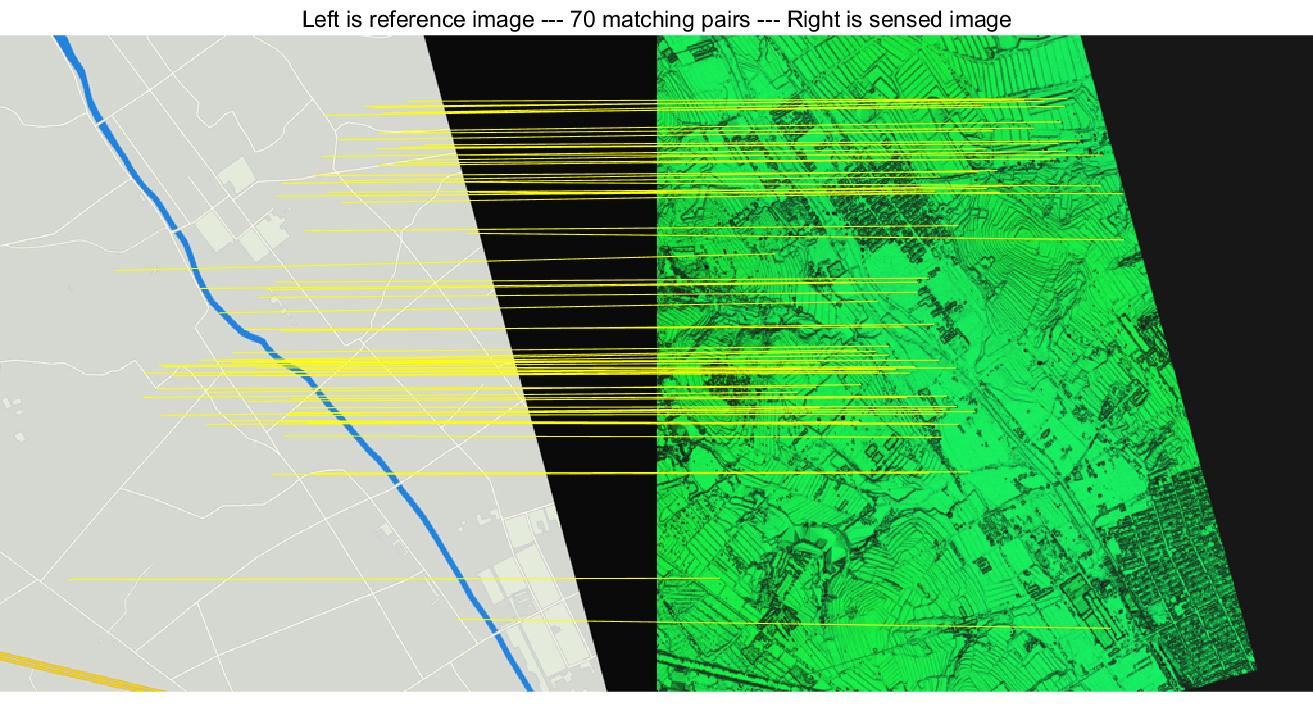 Left is reference image --- 70 matching pairs --- Right is sensed image